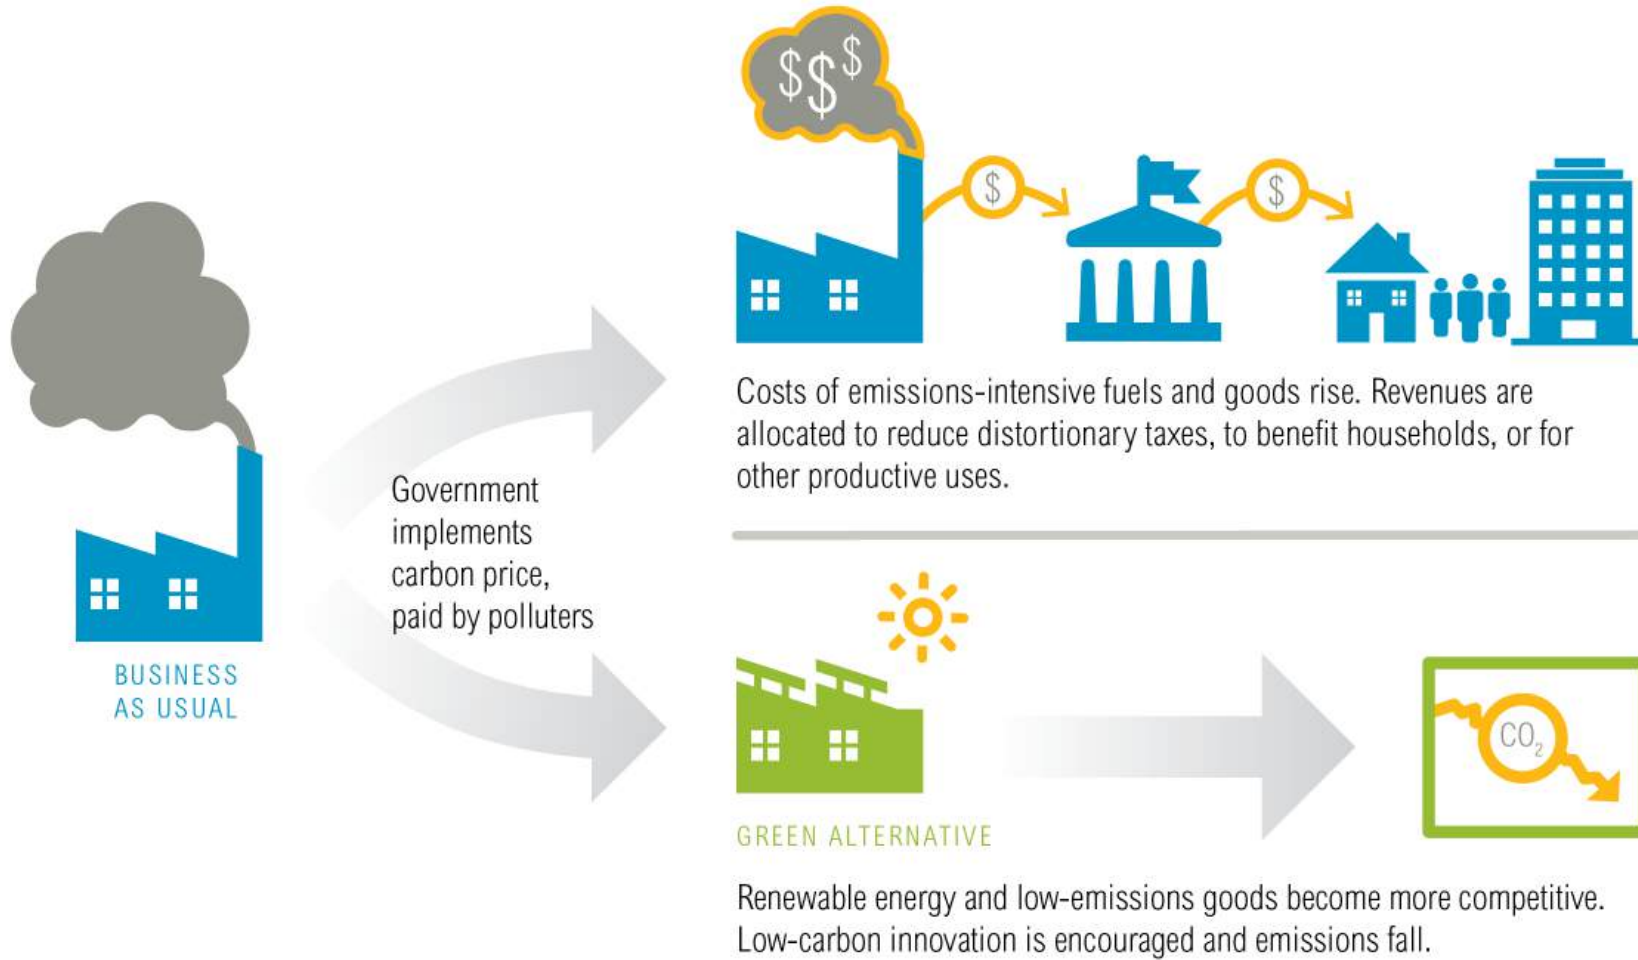 $ $ $
$
$
Costs of emissions-intensive fuels and goods rise. Revenues are
allocated to reduce distortionary taxes, to benefit households, or for
other productive uses.
Government
implements
carbon price,
paid by polluters
BUSINESS
AS USUAL
CO₂
GREEN ALTERNATIVE
Renewable energy and low-emissions goods become more competitive.
Low-carbon innovation is encouraged and emissions fall.